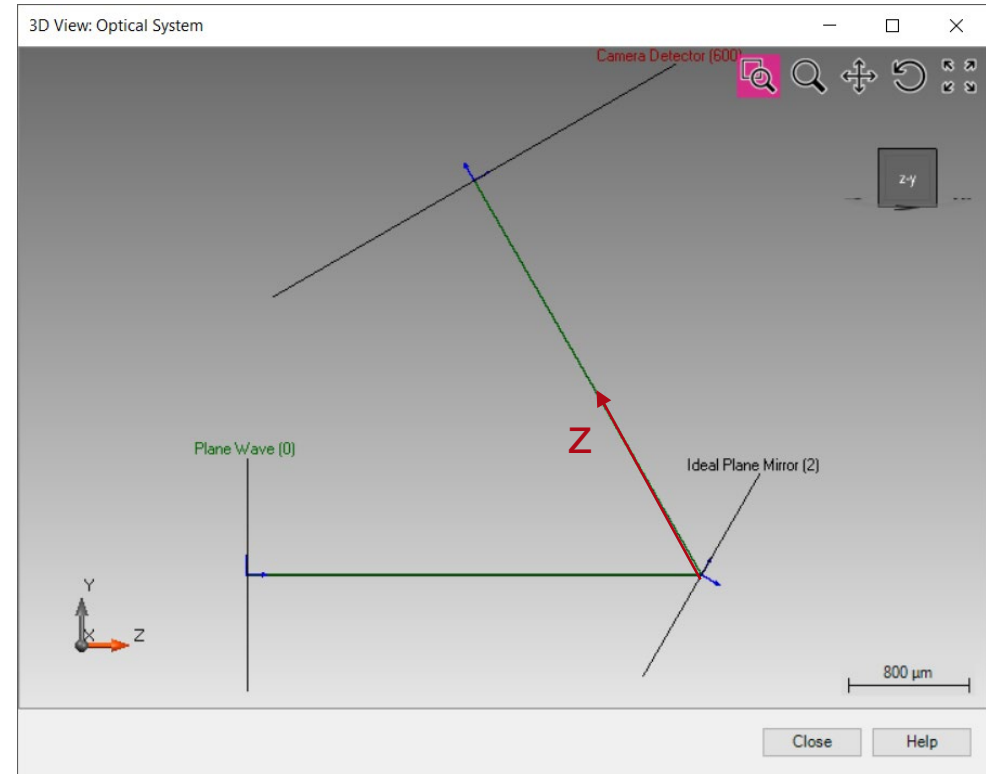 3D View: Optical System
Camera Detector (600)
z-y
Plane Wave (0)
Z
Ideal Plane Mirror (2)
Y
X
Z
800 µm
Close
Help